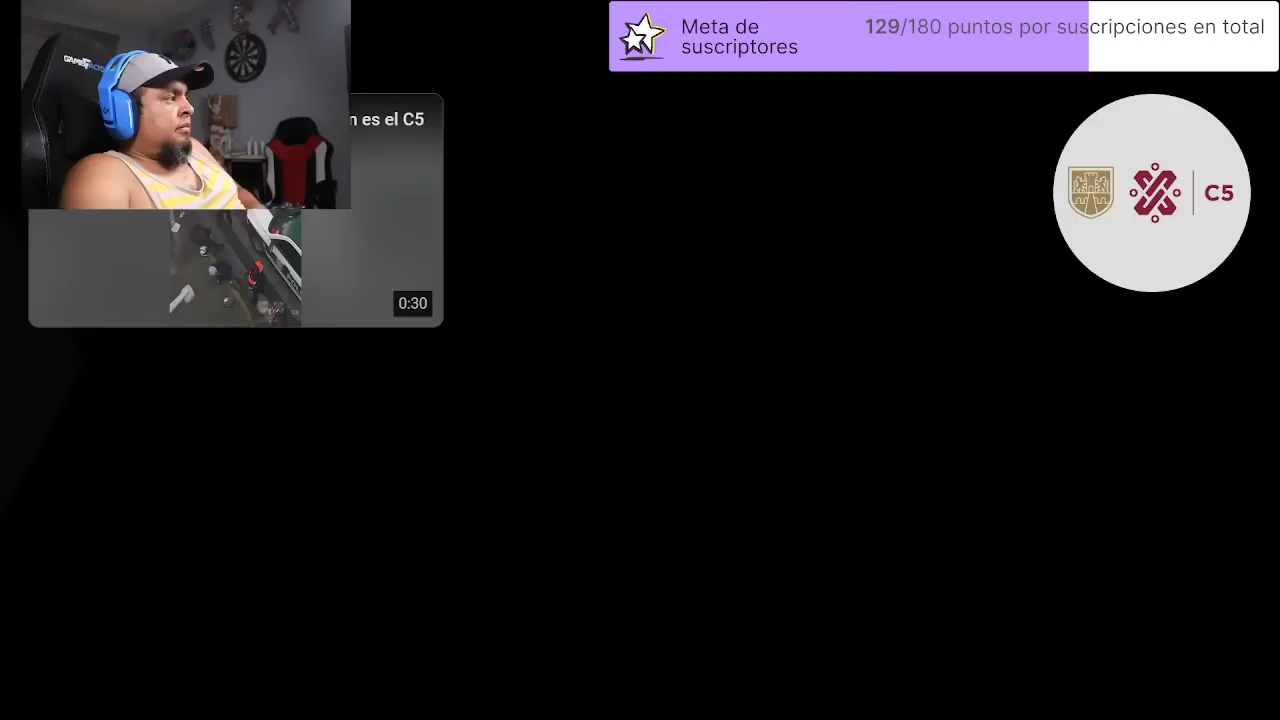 Meta de
suscriptores
129/180 puntos por suscripciones en total
n es el C5
C5
0:30